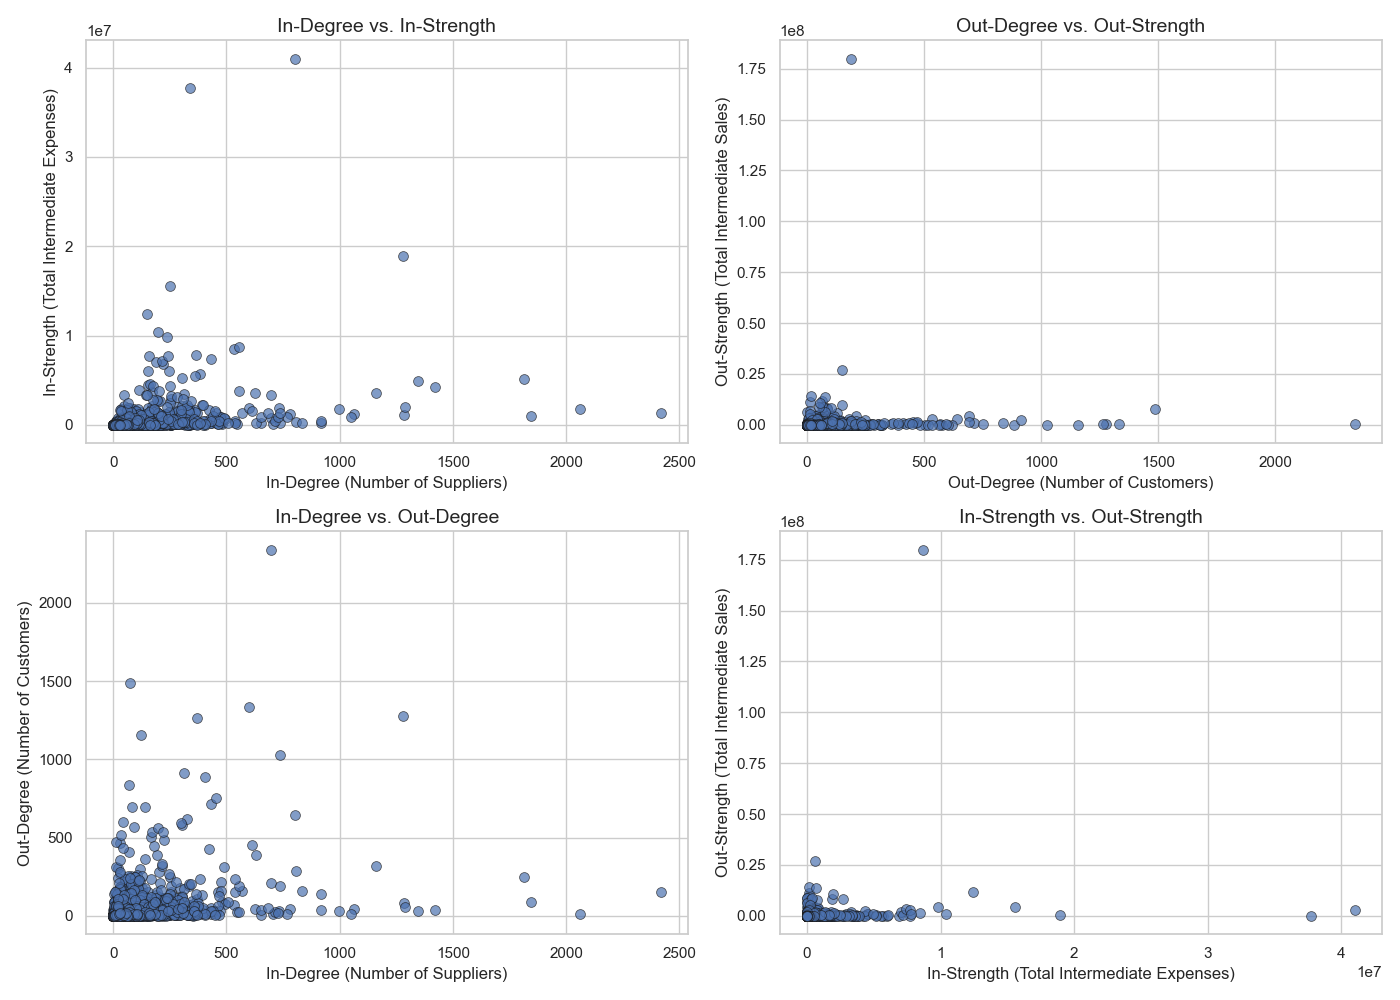 In-Degree vs. In-Strength
1e7
In-Strength (Total Intermediate Expenses)
4
3
2
1
0
0 500 1000 1500 2000 2500
In-Degree (Number of Suppliers)
Out-Degree vs. Out-Strength
1e8
Out-Strength (Total Intermediate Sales)
1.75
1.50
1.25
1.00
0.75
0.50
0.25
0.00
0 500 1000 1500 2000
Out-Degree (Number of Customers)
In-Degree vs. Out-Degree
Out-Degree (Number of Customers)
2000
1500
1000
500
0
0 500 1000 1500 2000 2500
In-Degree (Number of Suppliers)
In-Strength vs. Out-Strength
1e8
Out-Strength (Total Intermediate Sales)
1.75
1.50
1.25
1.00
0.75
0.50
0.25
0.00
0 1 2 3 4
1e7
In-Strength (Total Intermediate Expenses)